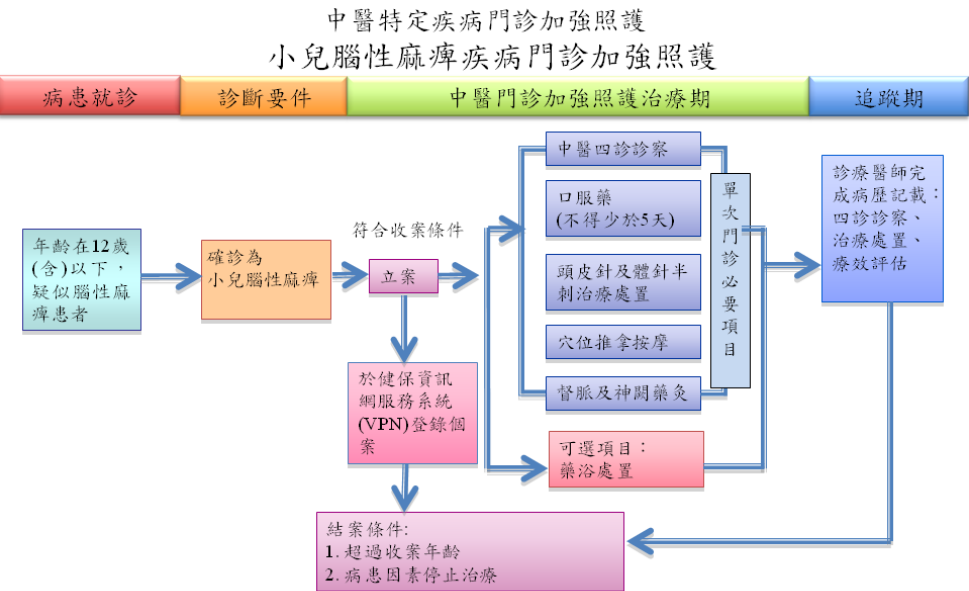 中醫特定疾病門診加強照護
小兒腦性麻痺疾病門診加強照護
病患就診
診斷要件
中醫門診加強照護治療期
追蹤期
年齡在12歲
(含)以下，
疑似腦性麻
痺患者
確診為
小兒腦性麻痺
符合收案條件
立案
於健保資訊
網服務系統
(VPN)登錄個
案
中醫四診診察
口服藥
(不得少於5天)
頭皮針及體針半
刺治療處置
穴位推拿按摩
督脈及神闕藥灸
可選項目：
藥浴處置
單次門診必要項目
診療醫師完
成病歷記載：
四診診察、
治療處置、
療效評估
結案條件:
1. 超過收案年齡
2. 病患因素停止治療